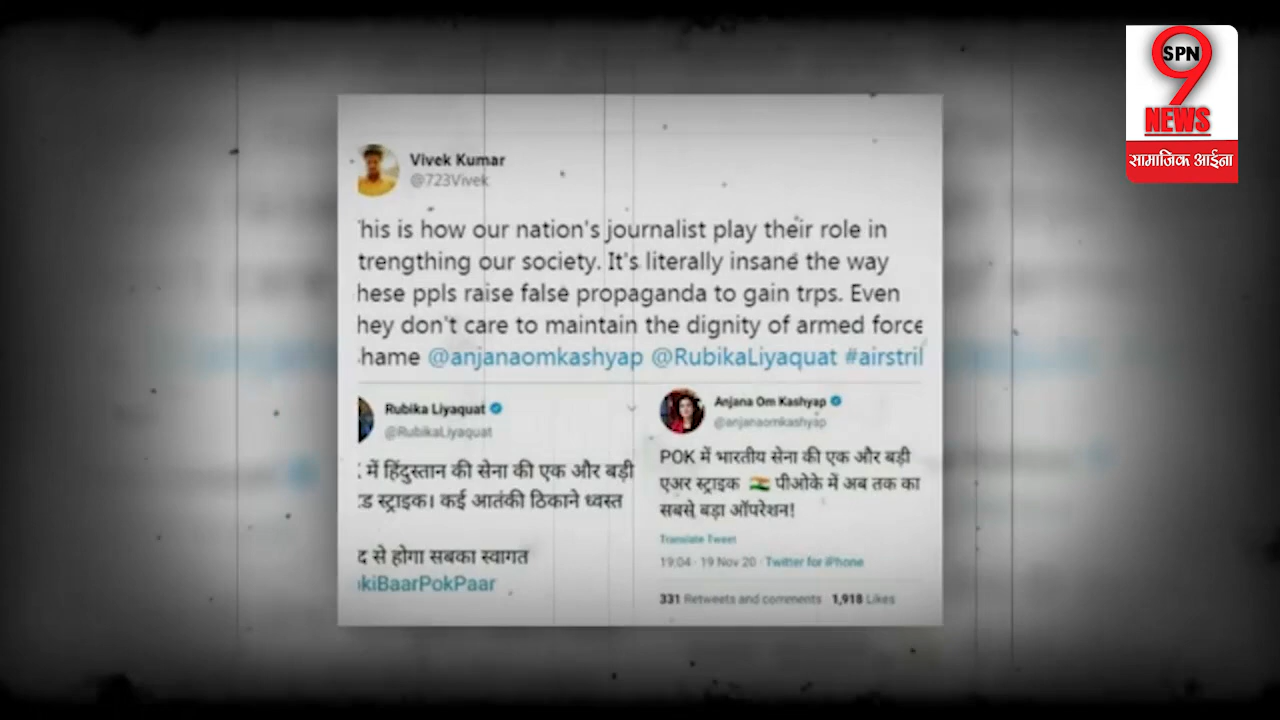 SPN
9
NEWS
सामाजिक आईना
Vivek Kumar
@723Vivek
his is how our nation's journalist play their role in
trengthing our society. It's literally insane the way
hese ppls raise false propaganda to gain trps. Even
hey don't care to maintain the dignity of armed force
hame @anjanaomkashyap @RubikaLiyaquat #airstril
Rubika Liyaquat
@RubikaLiyaquat
में हिंदुस्तान की सेना की एक और बड़ी
ड स्ट्राइक। कई आतंकी ठिकाने ध्वस्त
द से होगा सबका स्वागत
kiBaarPokPaar
Anjana Om Kashyap
@anjanaomkashyap
POK में भारतीय सेना की एक और बड़ी
एअर स्ट्राइक 🇮🇳 पीओके में अब तक का
सबसे बड़ा ऑपरेशन!
Translate Tweet
19:04 · 19 Nov 20 · Twitter for iPhone
331 Retweets and comments 1,918 Likes